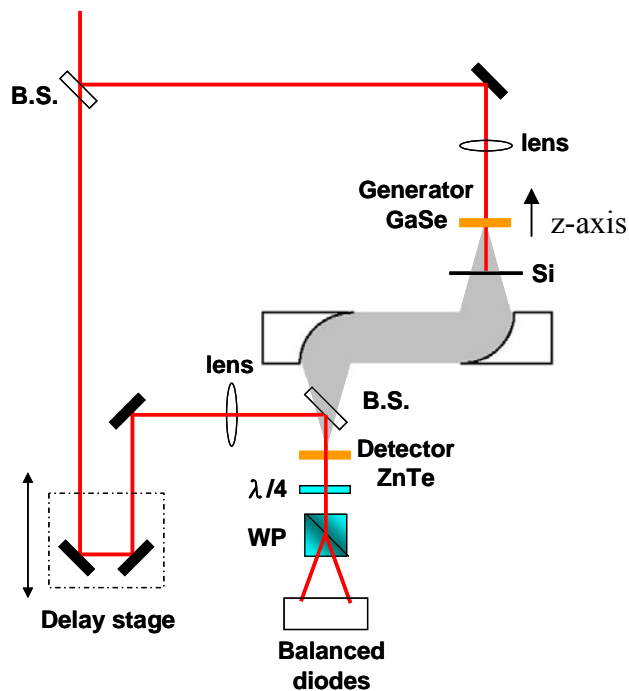 B.S.
lens
Generator
GaSe
z-axis
Si
lens
B.S.
Detector
ZnTe
λ/4
WP
Delay stage
Balanced
diodes